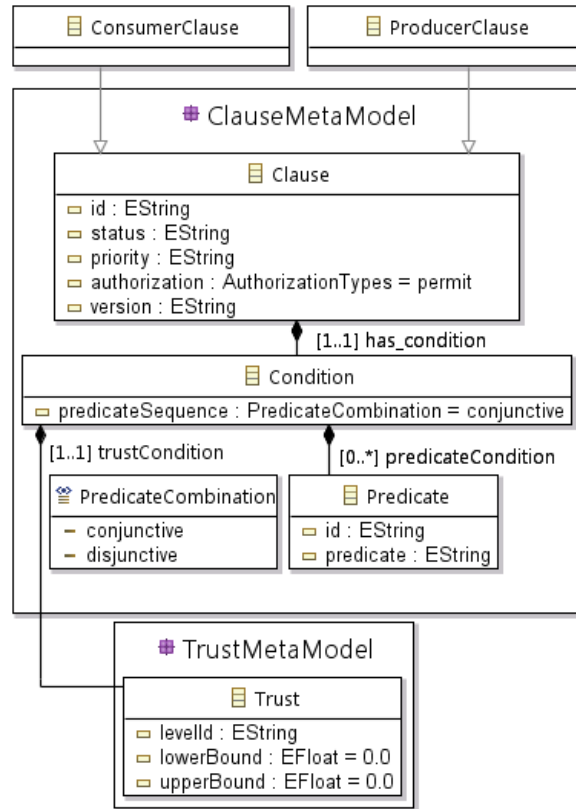 ConsumerClause
ProducerClause
ClauseMetaModel
Clause
id : EString
status : EString
priority : EString
authorization : AuthorizationTypes = permit
version : EString
[1..1] has_condition
Condition
predicateSequence : PredicateCombination = conjunctive
[1..1] trustCondition
[0..*] predicateCondition
PredicateCombination
conjunctive
disjunctive
Predicate
id : EString
predicate : EString
TrustMetaModel
Trust
levelId : EString
lowerBound : EFloat = 0.0
upperBound : EFloat = 0.0